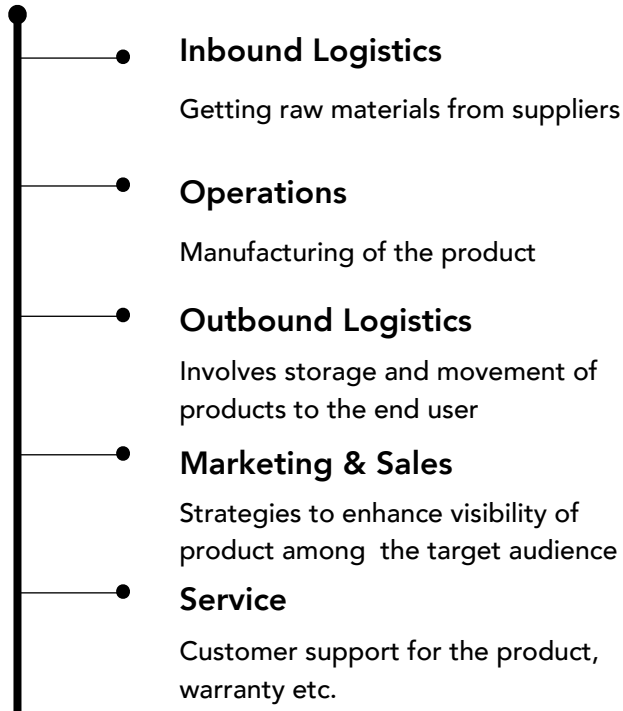 Inbound Logistics
Getting raw materials from suppliers
Operations
Manufacturing of the product
Outbound Logistics
Involves storage and movement of
products to the end user
Marketing & Sales
Strategies to enhance visibility of
product among  the target audience
Service
Customer support for the product,
warranty etc.